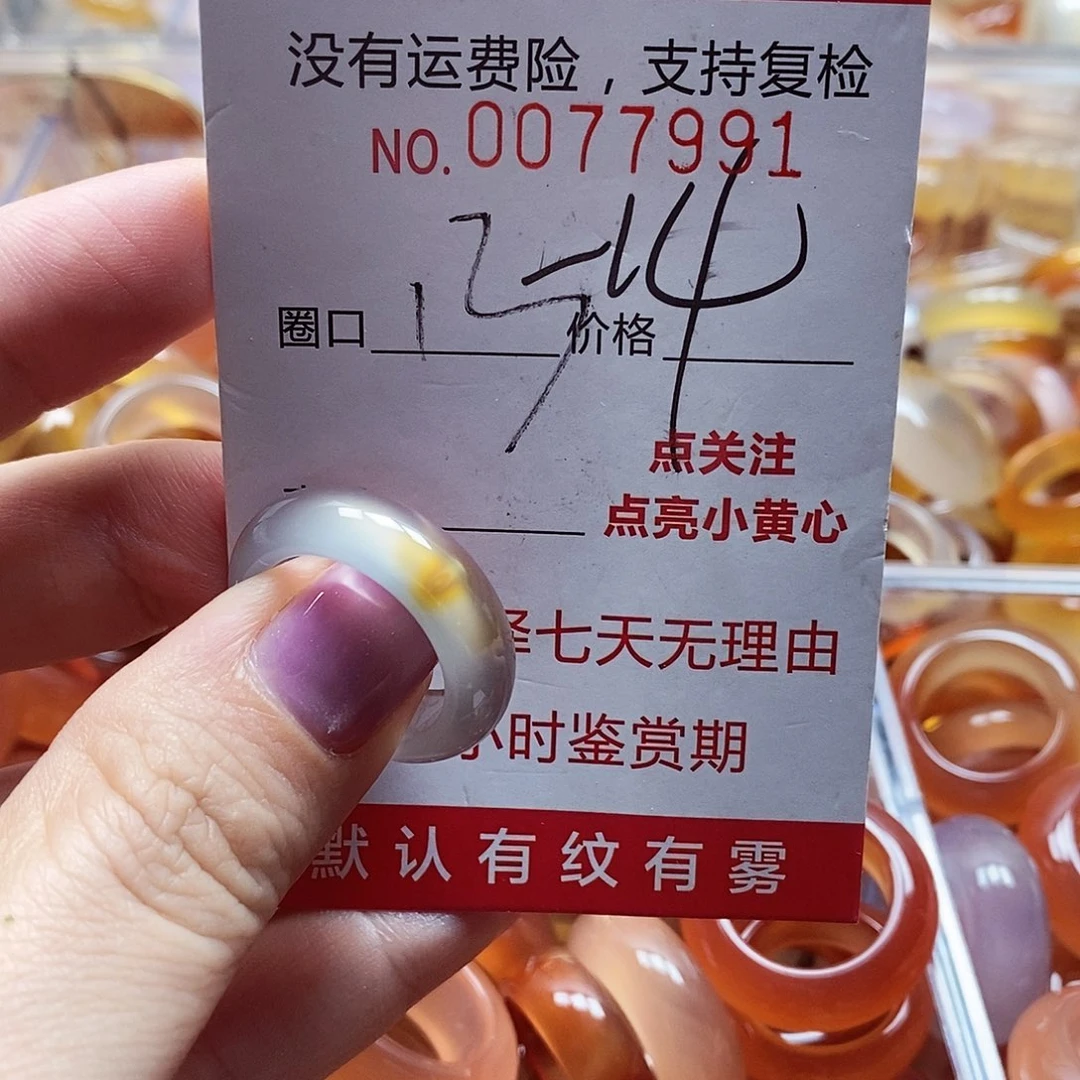 没有运费险，支持复检
NO. 0077991
圈口 价格
点关注
点亮小黄心
七天无理由
小时鉴赏期
默认有纹有雾